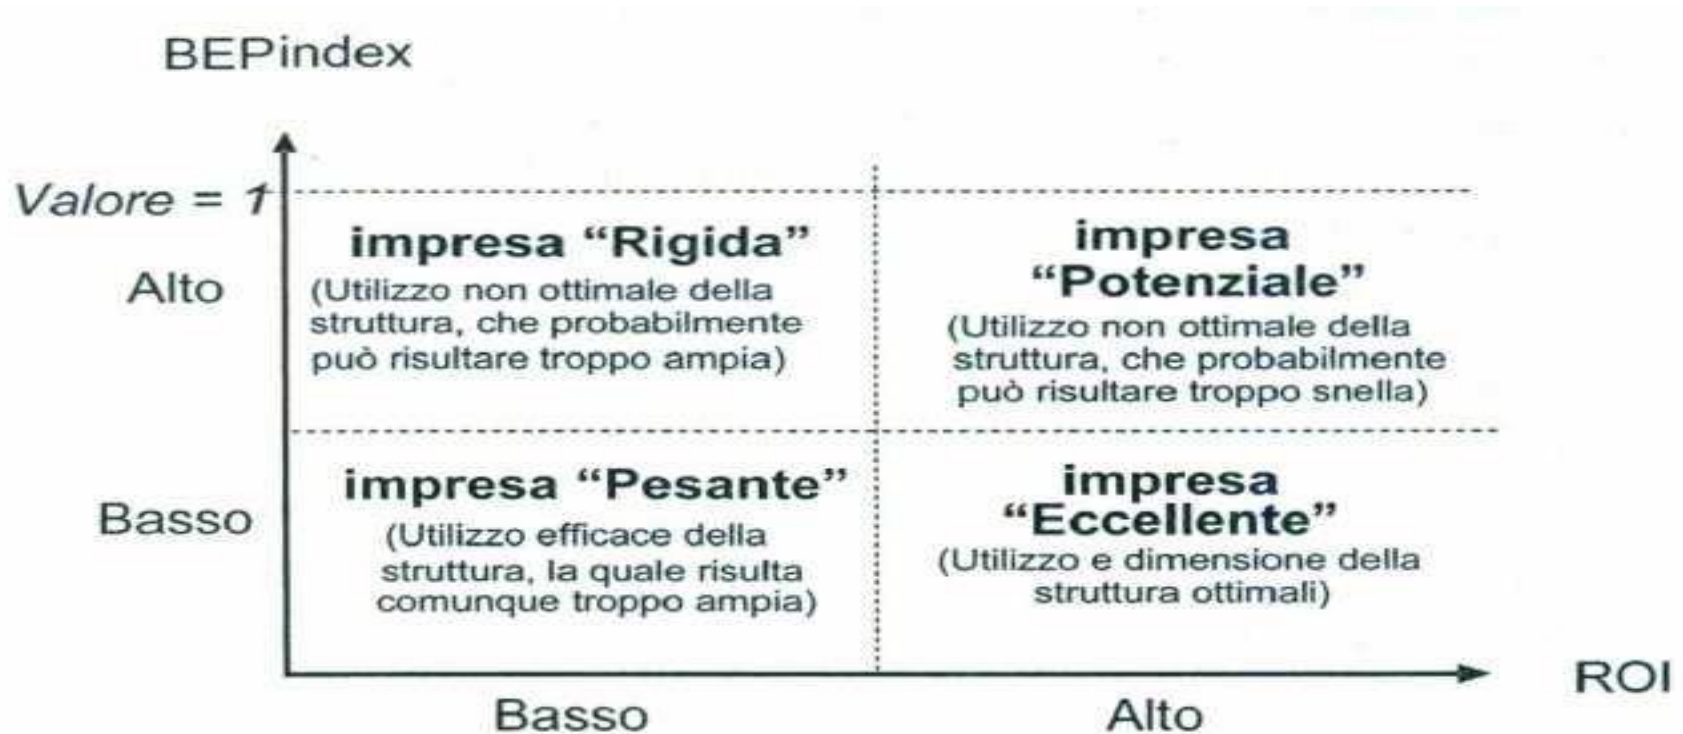 BEPindex
Valore = 1
Alto
impresa “Rigida”
(Utilizzo non ottimale della
struttura, che probabilmente
può risultare troppo ampia)
impresa
“Potenziale”
(Utilizzo non ottimale della
struttura, che probabilmente
può risultare troppo snella)
Basso
impresa “Pesante”
(Utilizzo efficace della
struttura, la quale risulta
comunque troppo ampia)
impresa
“Eccellente”
(Utilizzo e dimensione della
struttura ottimali)
ROI
Basso
Alto